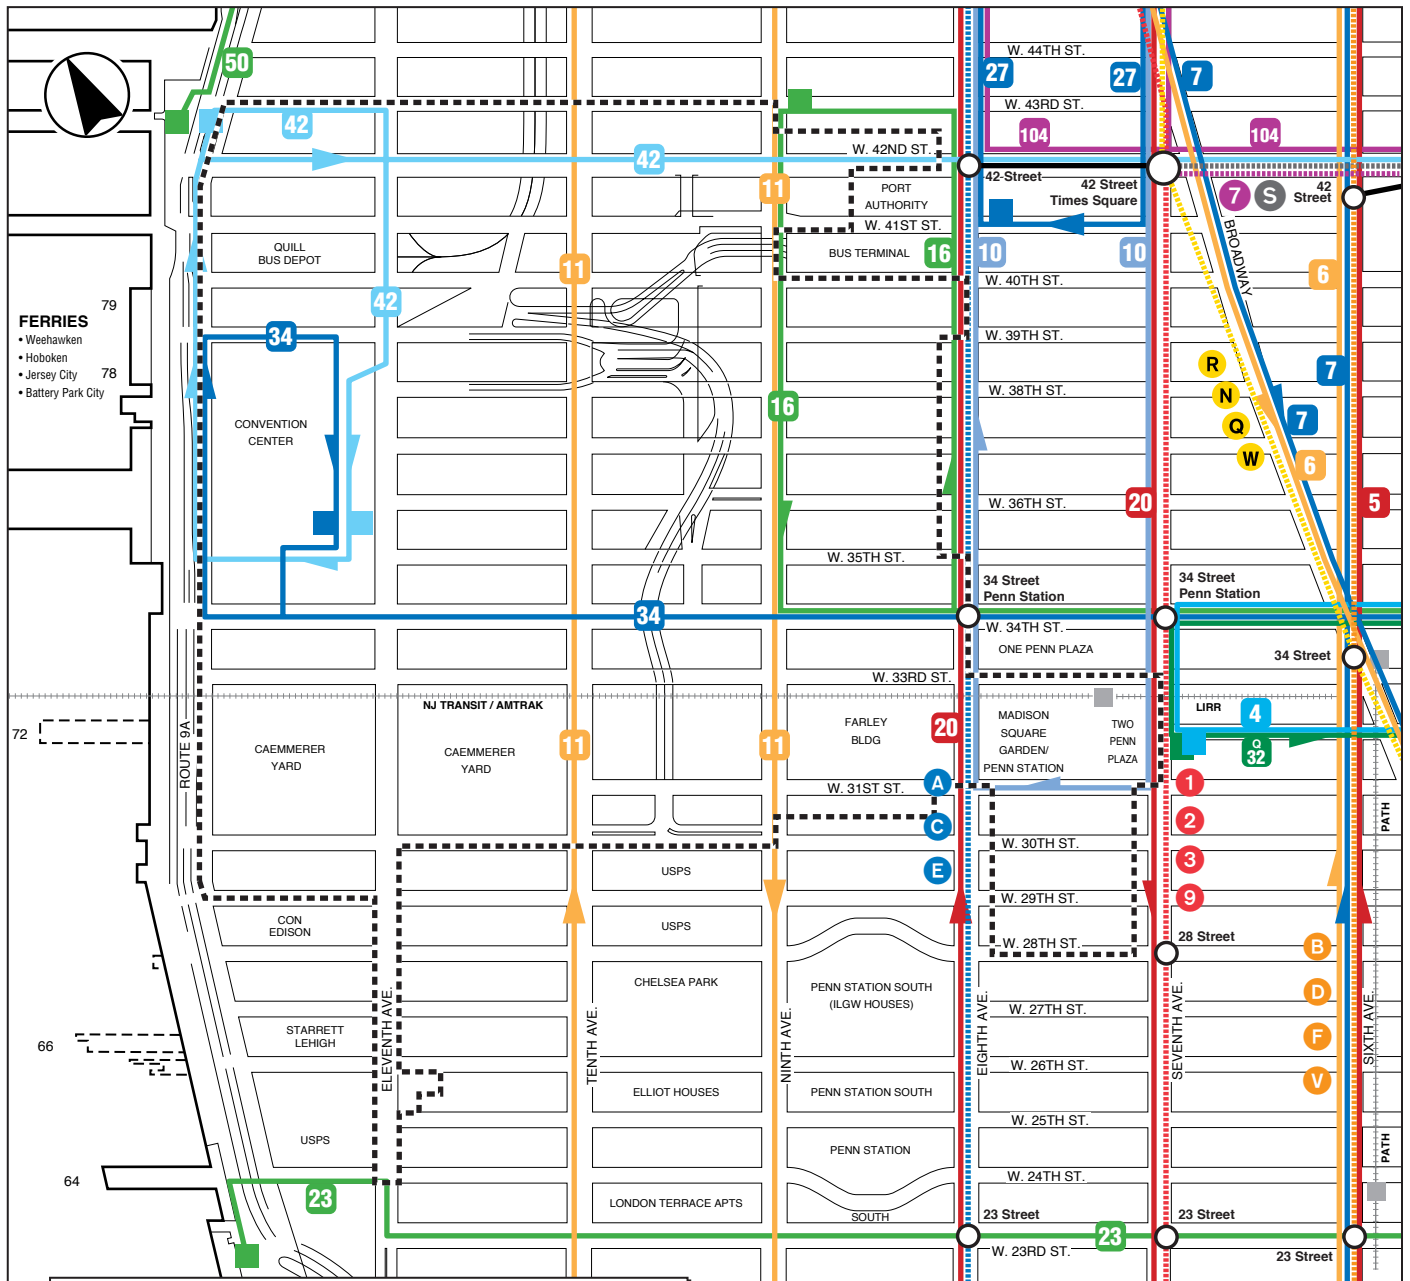 W. 44TH ST.
50
27
27
7
W. 43RD ST.
42
104
104
W. 42ND ST.
42
42 Street
42 Street
Times Square
7
S
42
Street
11
PORT
AUTHORITY
W. 41ST ST.
QUILL
BUS DEPOT
11
BUS TERMINAL
16
10
10
BROADWAY
6
W. 40TH ST.
42
79
FERRIES
• Weehawken
• Hoboken
• Jersey City
• Battery Park City
78
34
W. 39TH ST.
R
7
W. 38TH ST.
N
16
7
CONVENTION
CENTER
Q
W
6
W. 36TH ST.
20
5
W. 35TH ST.
34 Street
Penn Station
34 Street
Penn Station
34
W. 34TH ST.
ONE PENN PLAZA
34 Street
W. 33RD ST.
NJ TRANSIT / AMTRAK
LIRR
4
Q
32
72
ROUTE 9A
CAEMMERER
YARD
CAEMMERER
YARD
11
11
FARLEY
BLDG
20
MADISON
SQUARE
GARDEN/
PENN STATION
TWO
PENN
PLAZA
W. 31ST ST.
A
1
C
2
PATH
W. 30TH ST.
USPS
E
3
W. 29TH ST.
9
CON
EDISON
USPS
W. 28TH ST.
28 Street
B
CHELSEA PARK
PENN STATION SOUTH
(ILGW HOUSES)
D
W. 27TH ST.
STARRETT
LEHIGH
66
ELEVENTH AVE.
TENTH AVE.
NINTH AVE.
EIGHTH AVE.
SEVENTH AVE.
SIXTH AVE.
F
W. 26TH ST.
ELLIOT HOUSES
PENN STATION SOUTH
V
W. 25TH ST.
USPS
PENN STATION
PATH
W. 24TH ST.
64
23
LONDON TERRACE APTS
SOUTH
23 Street
23 Street
23
W. 23RD ST.
23 Street